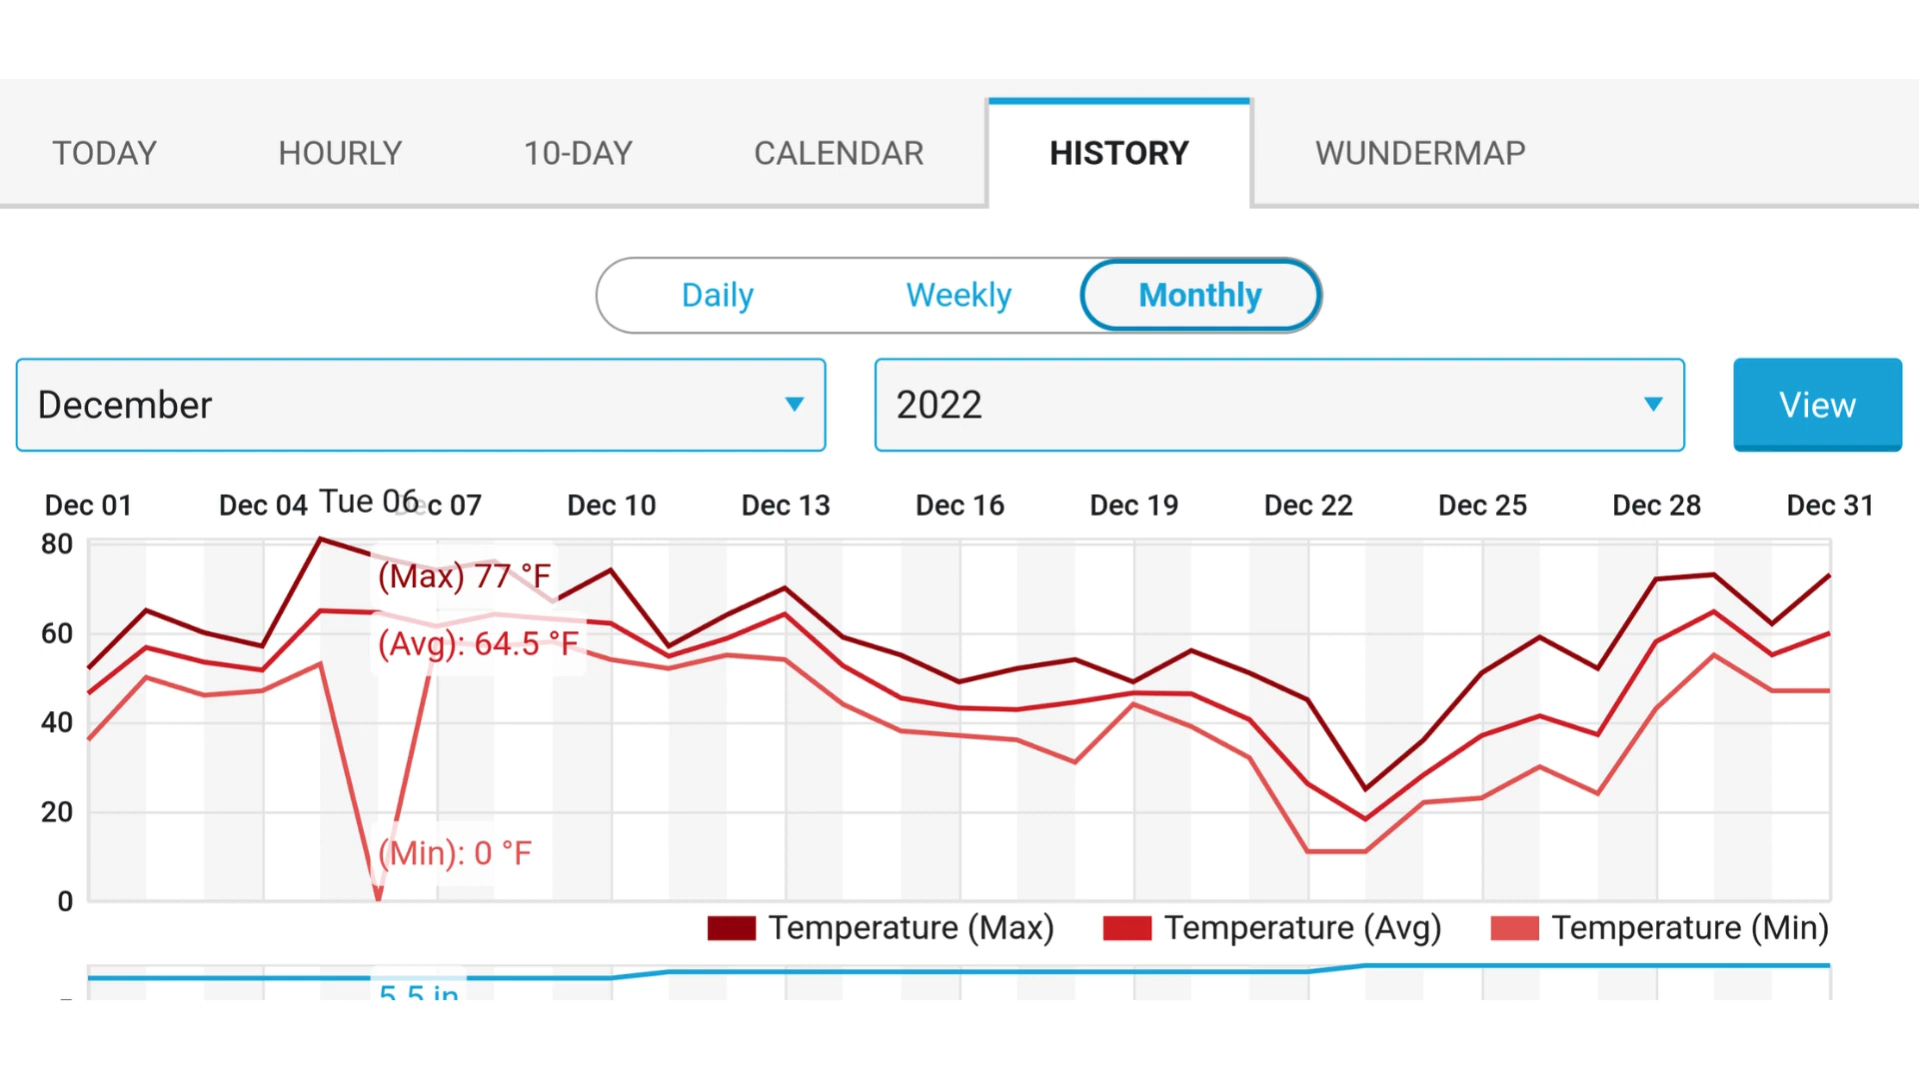 TODAY HOURLY 10-DAY CALENDAR HISTORY WUNDERMAP
Daily Weekly Monthly
December 2022 View
Dec 01 Dec 04 Tue 06 Dec 07 Dec 10 Dec 13 Dec 16 Dec 19 Dec 22 Dec 25 Dec 28 Dec 31
80
(Max) 77 °F
60
(Avg): 64.5 °F
40
20
(Min): 0 °F
0
Temperature (Max) Temperature (Avg) Temperature (Min)
5.5 in